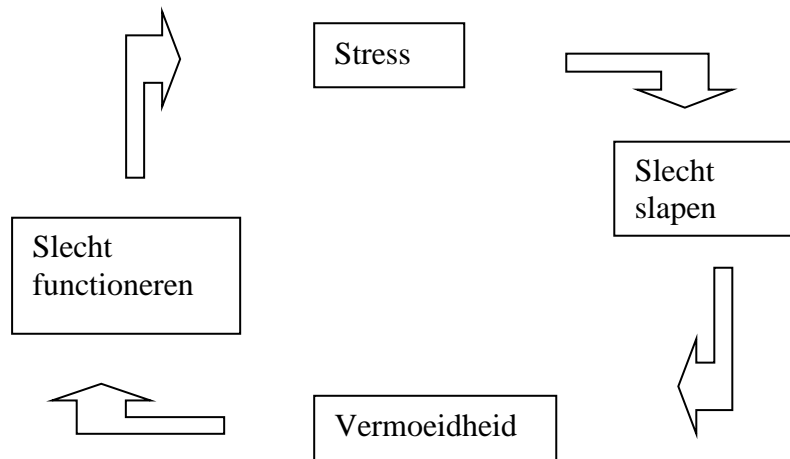 Stress
Slecht
slapen
Slecht
functioneren
Vermoeidheid